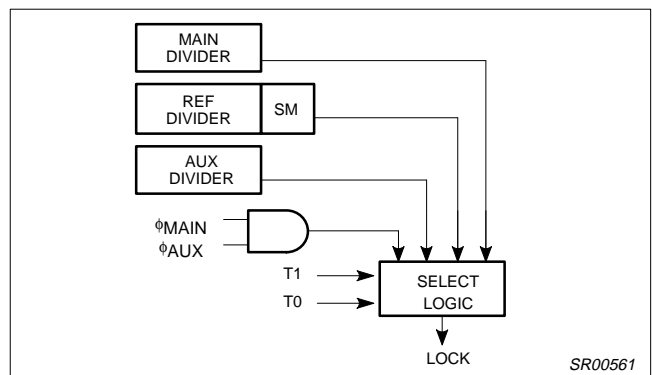 MAIN
DIVIDER
REF
DIVIDER
SM
AUX
DIVIDER
ϕMAIN
ϕAUX
T1
T0
SELECT
LOGIC
LOCK
SR00561